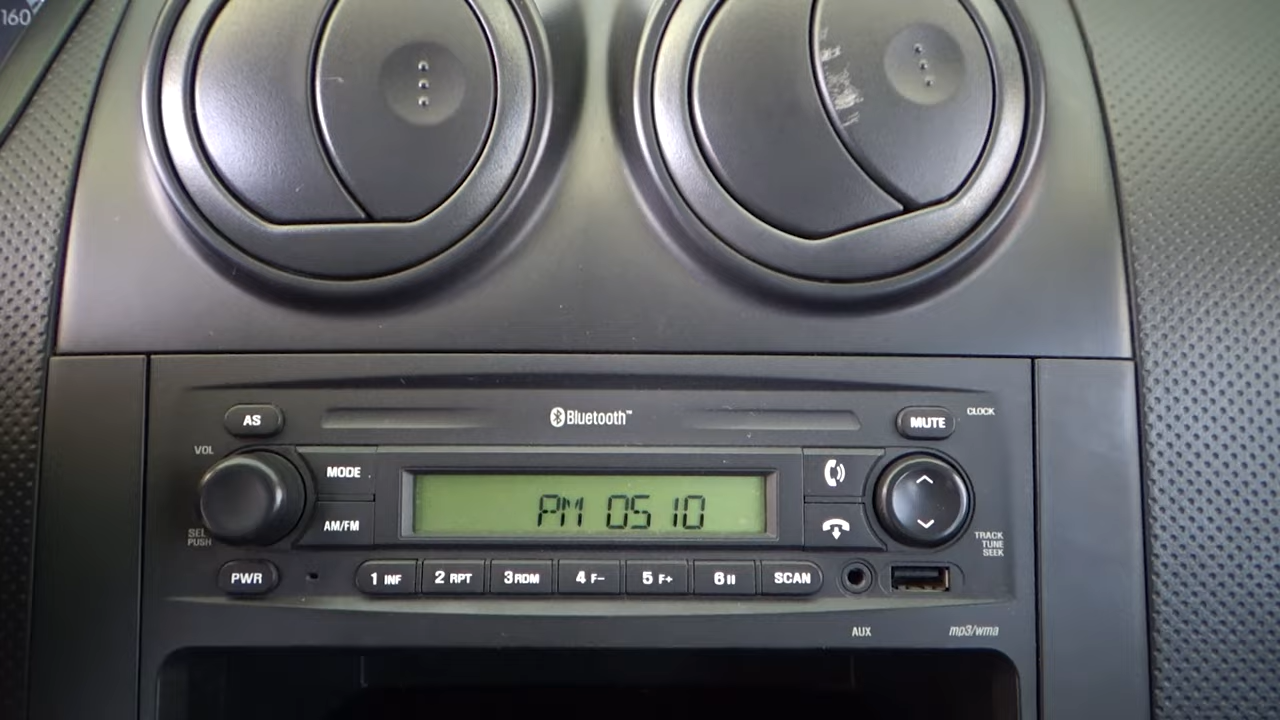 160
AS
Bluetooth™
MUTE
CLOCK
VOL
MODE
AM/FM
SEL
PUSH
PM 05 10
TRACK
TUNE
SEEK
PWR
1 INF
2 RPT
3 RDM
4 F-
5 F+
6 II
SCAN
AUX
mp3/wma